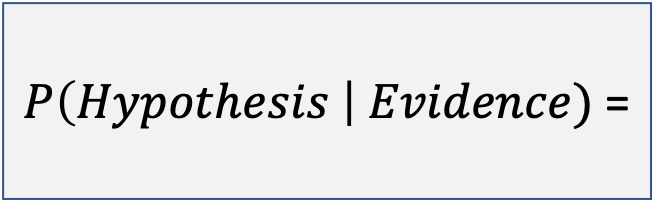 P(Hypothesis | Evidence) =